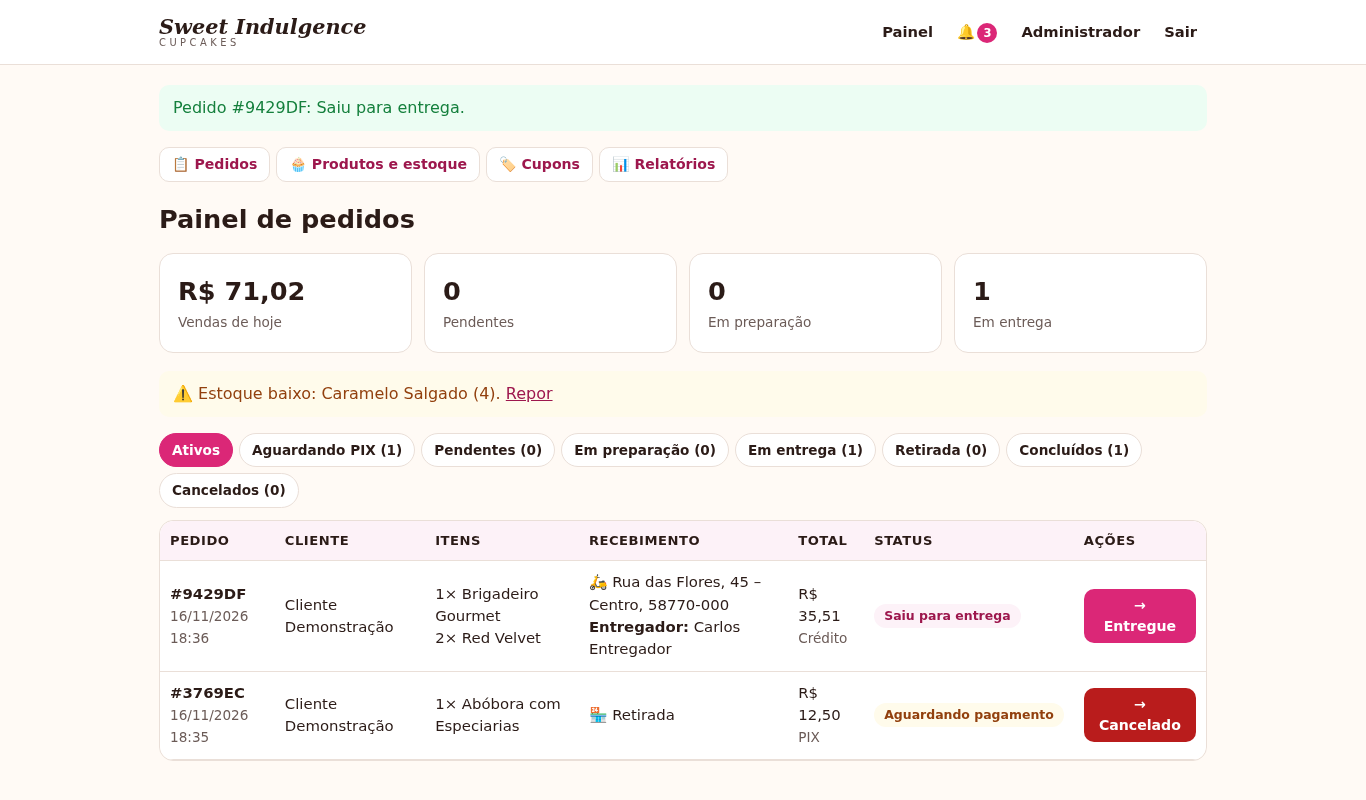 Sweet Indulgence
CUPCAKES
Painel 🔔 3 Administrador Sair
Pedido #9429DF: Saiu para entrega.
📋 Pedidos 🧁 Produtos e estoque 🏷️ Cupons 📊 Relatórios
Painel de pedidos
R$ 71,02
Vendas de hoje
0
Pendentes
0
Em preparação
1
Em entrega
⚠️ Estoque baixo: Caramelo Salgado (4). Repor
Ativos Aguardando PIX (1) Pendentes (0) Em preparação (0) Em entrega (1) Retirada (0) Concluídos (1)
Cancelados (0)
PEDIDO CLIENTE ITENS RECEBIMENTO TOTAL STATUS AÇÕES
#9429DF
16/11/2026
18:36
Cliente
Demonstração
1× Brigadeiro
Gourmet
2× Red Velvet
🛵 Rua das Flores, 45 –
Centro, 58770-000
Entregador: Carlos
Entregador
R$
35,51
Crédito
Saiu para entrega
→
Entregue
#3769EC
16/11/2026
18:35
Cliente
Demonstração
1× Abóbora com
Especiarias
🏪 Retirada
R$
12,50
PIX
Aguardando pagamento
→
Cancelado